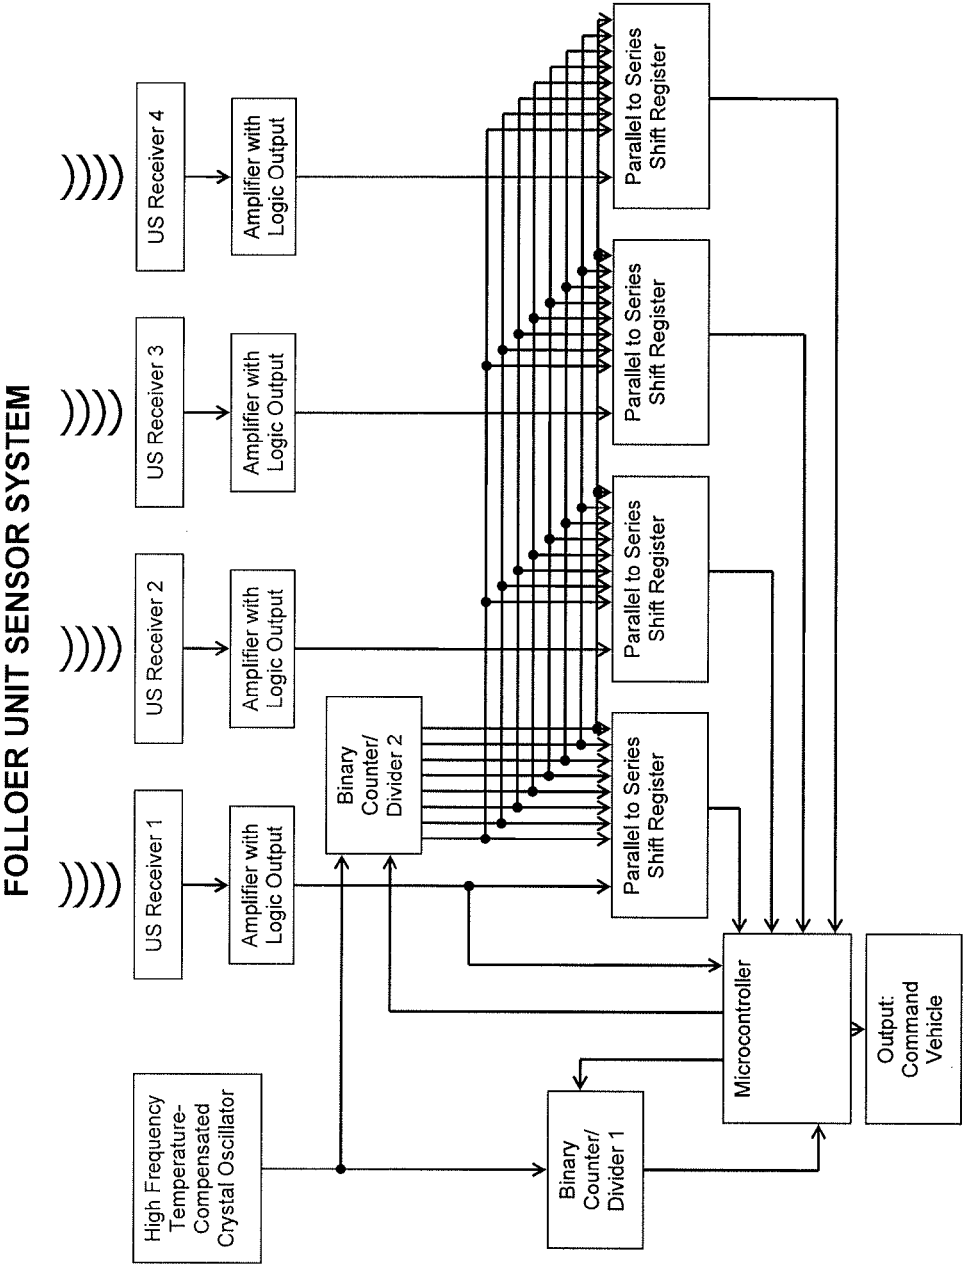 FOLLOER UNIT SENSOR SYSTEM
US Receiver 1
US Receiver 2
US Receiver 3
US Receiver 4
High Frequency
Temperature-
Compensated
Crystal Oscillator
Amplifier with
Logic Output
Amplifier with
Logic Output
Amplifier with
Logic Output
Amplifier with
Logic Output
Binary
Counter/
Divider 2
Binary
Counter/
Divider 1
Parallel to Series
Shift Register
Parallel to Series
Shift Register
Parallel to Series
Shift Register
Parallel to Series
Shift Register
Microcontroller
Output:
Command
Vehicle